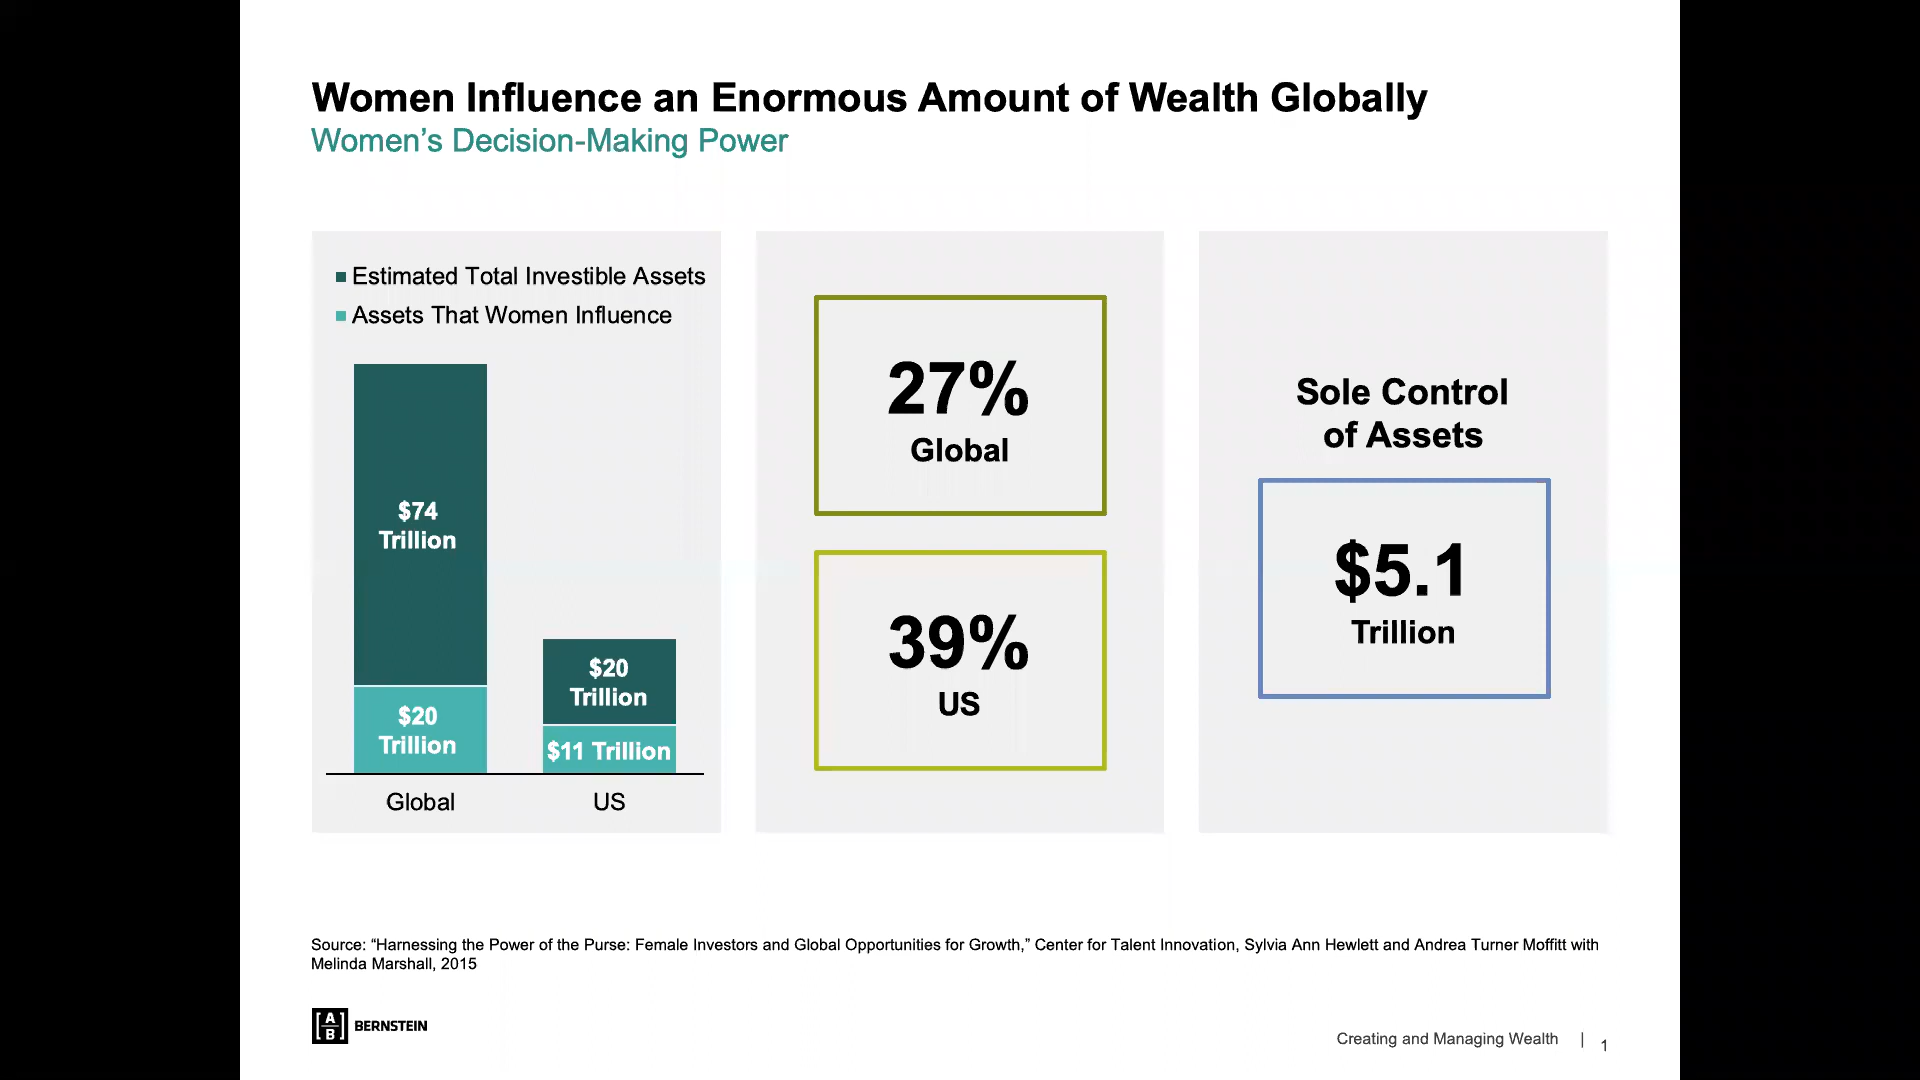 Women Influence an Enormous Amount of Wealth Globally
Women’s Decision-Making Power
Estimated Total Investible Assets
Assets That Women Influence
$74
Trillion
$20
Trillion
$20
Trillion
$11 Trillion
Global
US
27%
Global
39%
US
Sole Control
of Assets
$5.1
Trillion
Source: “Harnessing the Power of the Purse: Female Investors and Global Opportunities for Growth,” Center for Talent Innovation, Sylvia Ann Hewlett and Andrea Turner Moffitt with
Melinda Marshall, 2015
[A B] BERNSTEIN
Creating and Managing Wealth | 1